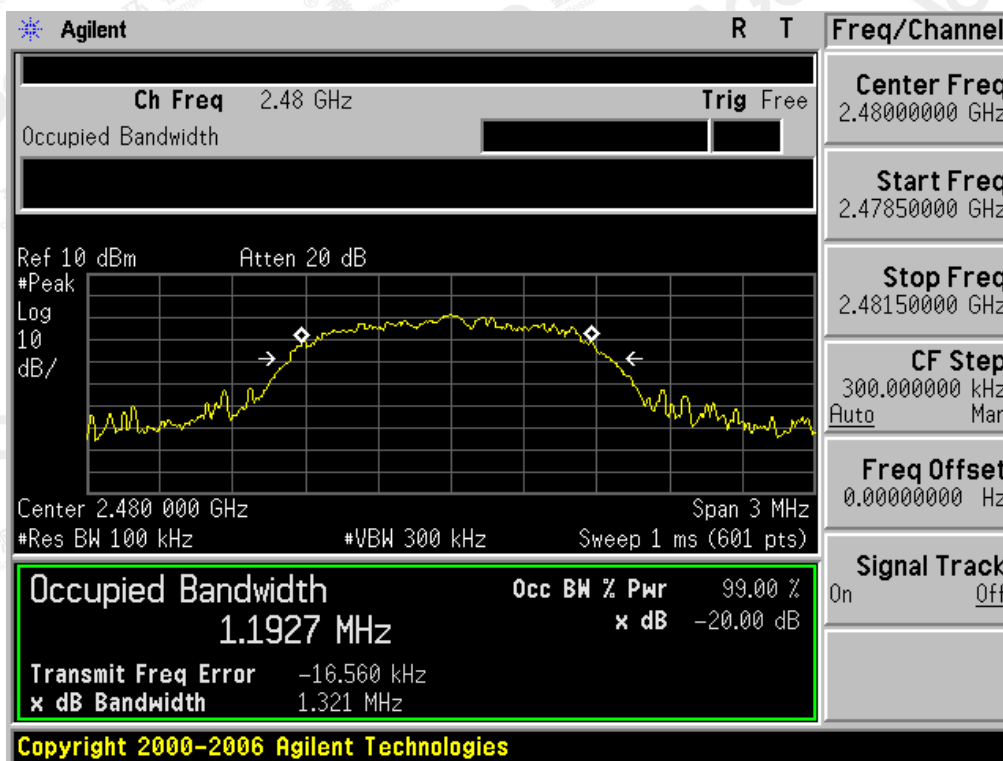 Agilent R T
Freq/Channel
Ch Freq 2.48 GHz Trig Free
Occupied Bandwidth
Center Freq
2.48000000 GHz
Start Freq
2.47850000 GHz
Stop Freq
2.48150000 GHz
CF Step
300.000000 kHz
Auto Man
Freq Offset
0.00000000 Hz
Signal Track
On Off
Ref 10 dBm Atten 20 dB
#Peak
Log
10
dB/
Center 2.480 000 GHz Span 3 MHz
#Res BW 100 kHz #VBW 300 kHz Sweep 1 ms (601 pts)
Occupied Bandwidth
1.1927 MHz
Occ BW % Pwr 99.00 %
x dB -20.00 dB
Transmit Freq Error -16.560 kHz
x dB Bandwidth 1.321 MHz
Copyright 2000-2006 Agilent Technologies